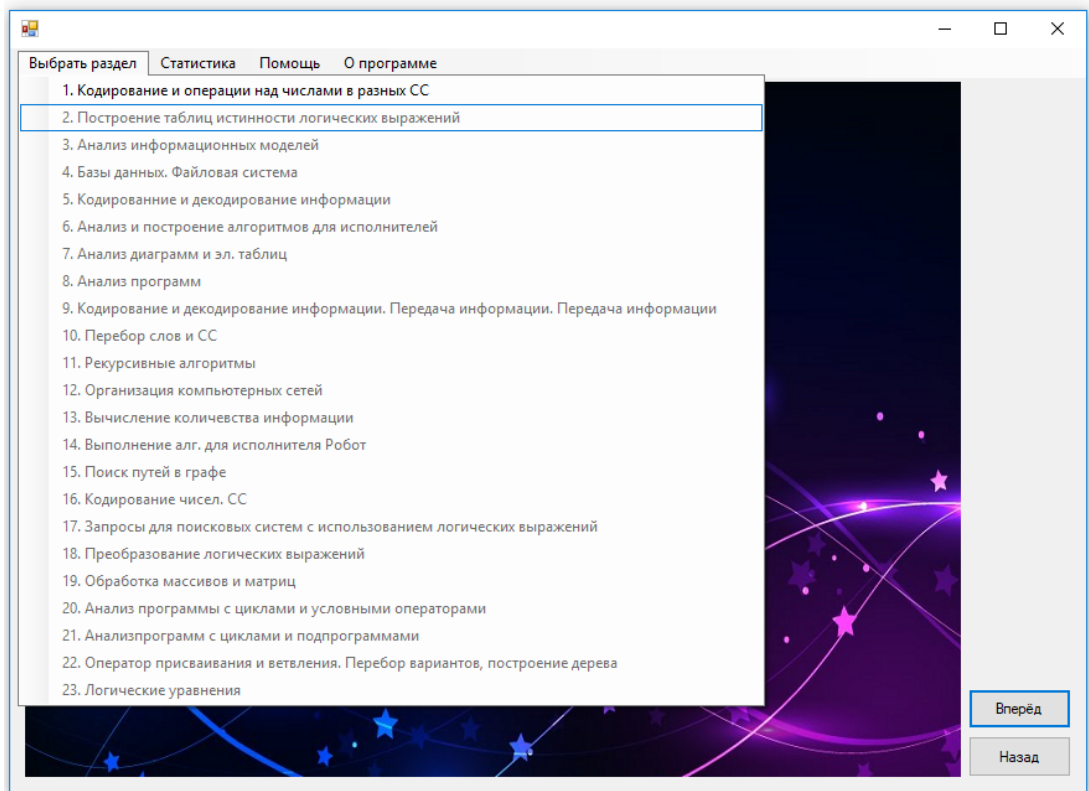 Выбрать раздел Статистика Помощь О программе
1. Кодирование и операции над числами в разных СС
2. Построение таблиц истинности логических выражений
3. Анализ информационных моделей
4. Базы данных. Файловая система
5. Кодированние и декодирование информации
6. Анализ и построение алгоритмов для исполнителей
7. Анализ диаграмм и эл. таблиц
8. Анализ программ
9. Кодирование и декодирование информации. Передача информации. Передача информации
10. Перебор слов и СС
11. Рекурсивные алгоритмы
12. Организация компьютерных сетей
13. Вычисление количевства информации
14. Выполнение алг. для исполнителя Робот
15. Поиск путей в графе
16. Кодирование чисел. СС
17. Запросы для поисковых систем с использованием логических выражений
18. Преобразование логических выражений
19. Обработка массивов и матриц
20. Анализ программы с циклами и условными операторами
21. Анализпрограмм с циклами и подпрограммами
22. Оператор присваивания и ветвления. Перебор вариантов, построение дерева
23. Логические уравнения
Вперёд
Назад